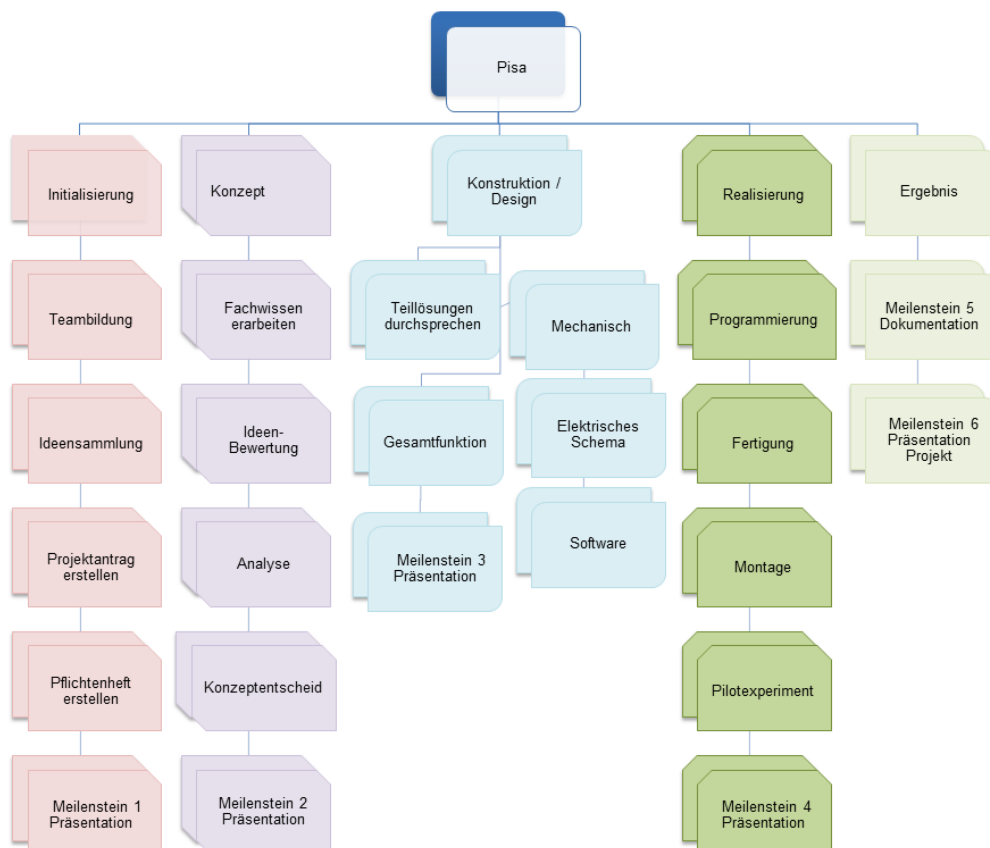 Pisa
Initialisierung
Teambildung
Ideensammlung
Projektantrag
erstellen
Pflichtenheft
erstellen
Meilenstein 1
Präsentation
Konzept
Fachwissen
erarbeiten
Ideen-
Bewertung
Analyse
Konzeptentscheid
Meilenstein 2
Präsentation
Konstruktion /
Design
Teillösungen
durchsprechen
Gesamtfunktion
Meilenstein 3
Präsentation
Mechanisch
Elektrisches
Schema
Software
Realisierung
Programmierung
Fertigung
Montage
Pilotexperiment
Meilenstein 4
Präsentation
Ergebnis
Meilenstein 5
Dokumentation
Meilenstein 6
Präsentation
Projekt